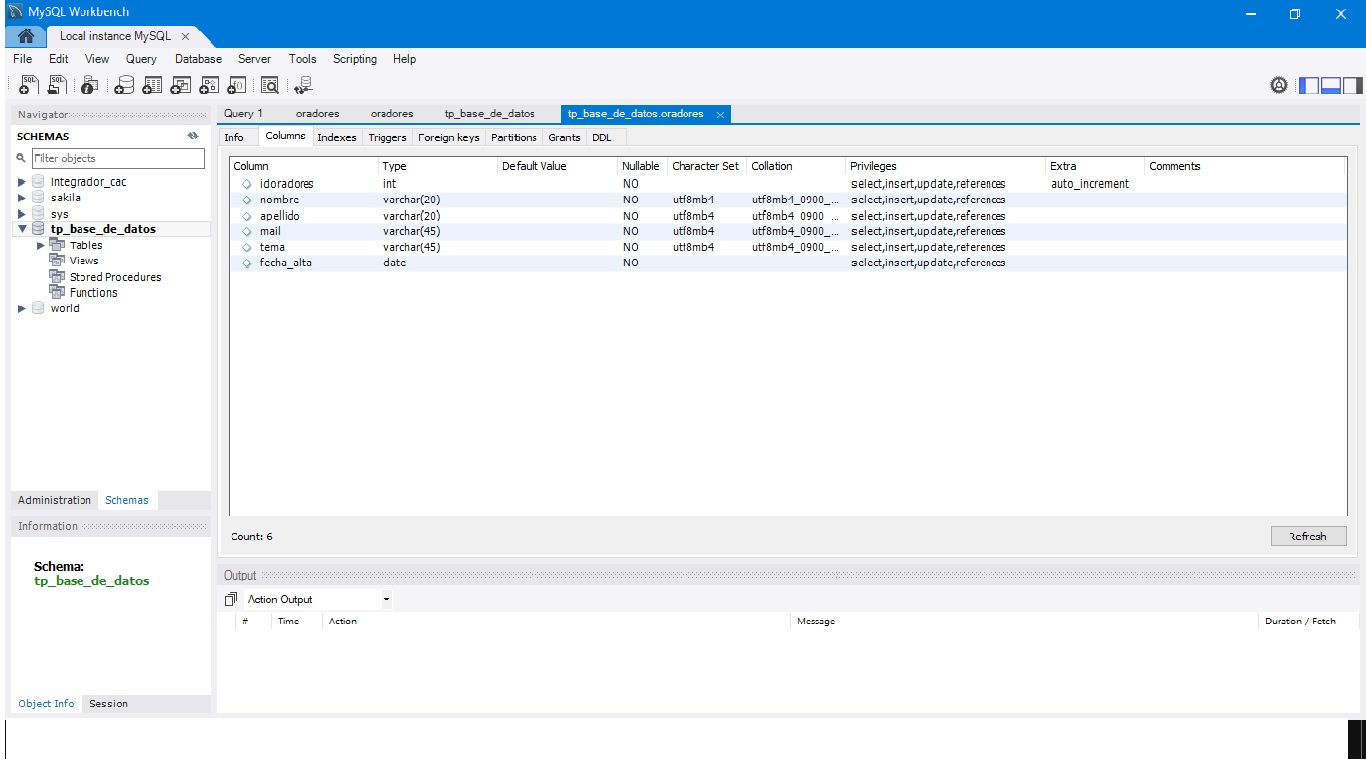 MySQL Workbench
Local instance MySQL
File Edit View Query Database Server Tools Scripting Help
Navigator
SCHEMAS
Filter objects
integrador_cac
sakila
sys
tp_base_de_datos
Tables
Views
Stored Procedures
Functions
world
Administration Schemas
Information
Schema:
tp_base_de_datos
Object Info Session
Query 1 oradores oradores tp_base_de_datos tp_base_de_datos.oradores
Info Columns Indexes Triggers Foreign keys Partitions Grants DDL
Column Type Default Value Nullable Character Set Collation Privileges Extra Comments
idoradores int NO select,insert,update,references auto_increment
nombre varchar(20) NO utf8mb4 utf8mb4_0900_... select,insert,update,references
apellido varchar(20) NO utf8mb4 utf8mb4_0900_... select,insert,update,references
mail varchar(45) NO utf8mb4 utf8mb4_0900_... select,insert,update,references
tema varchar(45) NO utf8mb4 utf8mb4_0900_... select,insert,update,references
fecha_alta date NO select,insert,update,references
Count: 6
Refresh
Output
Action Output
# Time Action Message Duration / Fetch